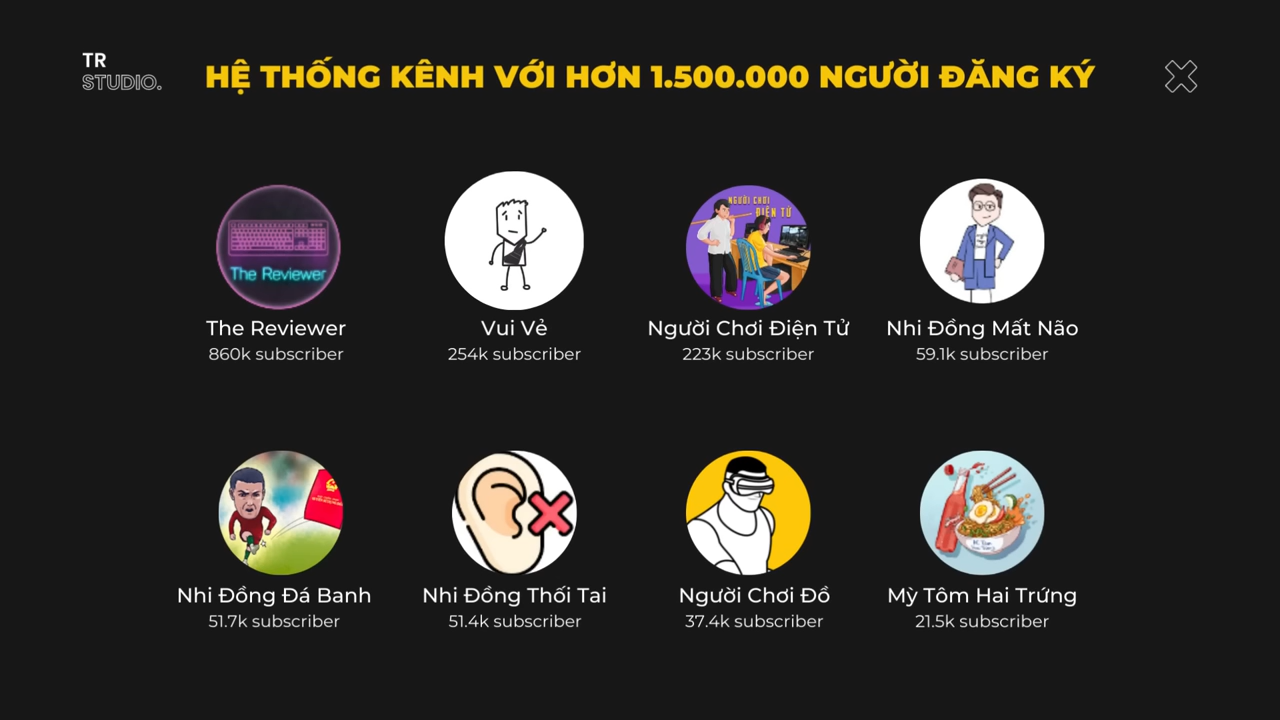 TR
STUDIO.
HỆ THỐNG KÊNH VỚI HƠN 1.500.000 NGƯỜI ĐĂNG KÝ
The Reviewer
NGƯỜI CHƠI
ĐIỆN TỬ
The Reviewer
860k subscriber
Vui Vẻ
254k subscriber
Người Chơi Điện Tử
223k subscriber
Nhi Đồng Mất Não
59.1k subscriber
Nhi Đồng Đá Banh
51.7k subscriber
Nhi Đồng Thối Tai
51.4k subscriber
Người Chơi Đồ
37.4k subscriber
Mỳ Tôm Hai Trứng
21.5k subscriber